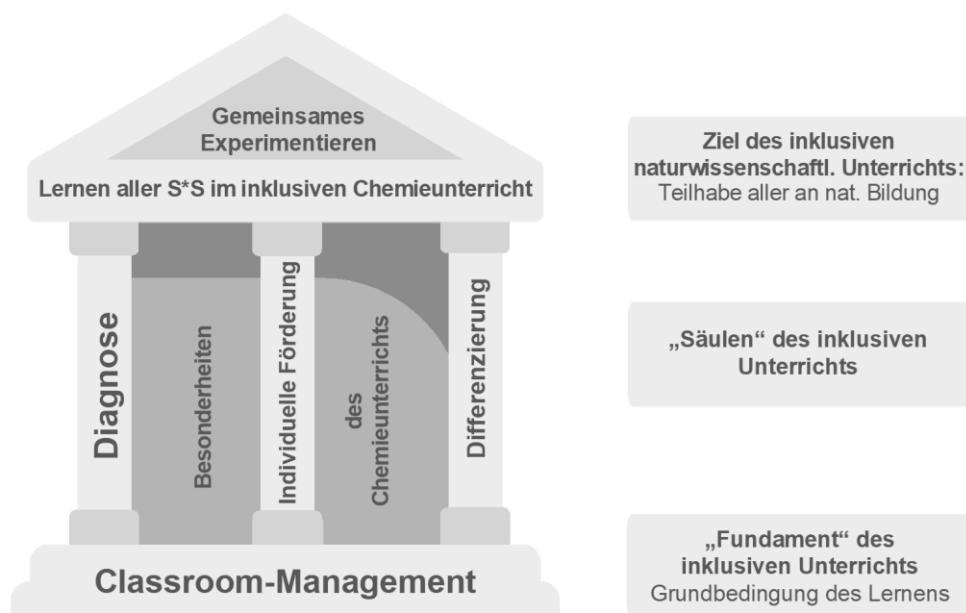 Gemeinsames
Experimentieren
Lernen aller S*S im inklusiven Chemieunterricht
Diagnose
Besonderheiten
Individuelle Förderung
des
Chemieunterrichts
Differenzierung
Classroom-Management
Ziel des inklusiven
naturwissenschaftl. Unterrichts:
Teilhabe aller an nat. Bildung
„Säulen“ des inklusiven
Unterrichts
„Fundament“ des
inklusiven Unterrichts
Grundbedingung des Lernens